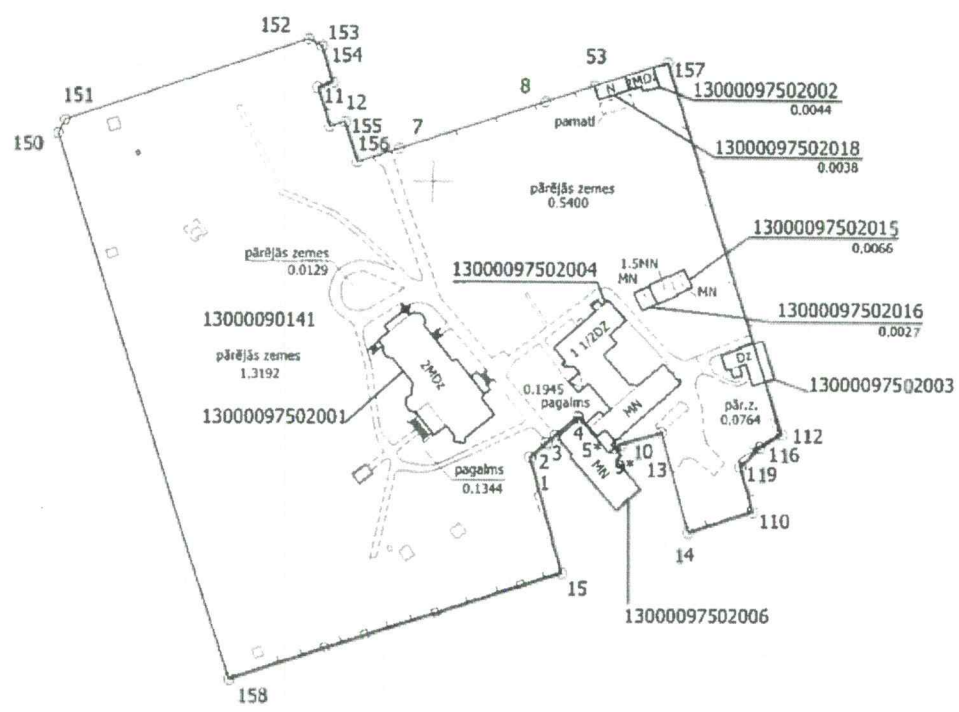 152
153
154
53
157
151
11
8
N
2MDz
13000097502002
0.0044
12
150
155
7
pamati
156
13000097502018
0.0038
pārējās zemes
0.5400
13000097502015
0.0066
pārējās zemes
0.0129
13000097502004
1.5MN
MN
MN
13000097502016
0.0027
13000090141
1 1/2DZ
pārējās zemes
1.3192
2MDz
DZ
13000097502003
0.1945
pagalms
MN
13000097502001
pār.z.
0.0764
4
3
5*
10
112
2
MN
9*
13
116
pagalms
0.1344
1
119
110
14
15
13000097502006
158